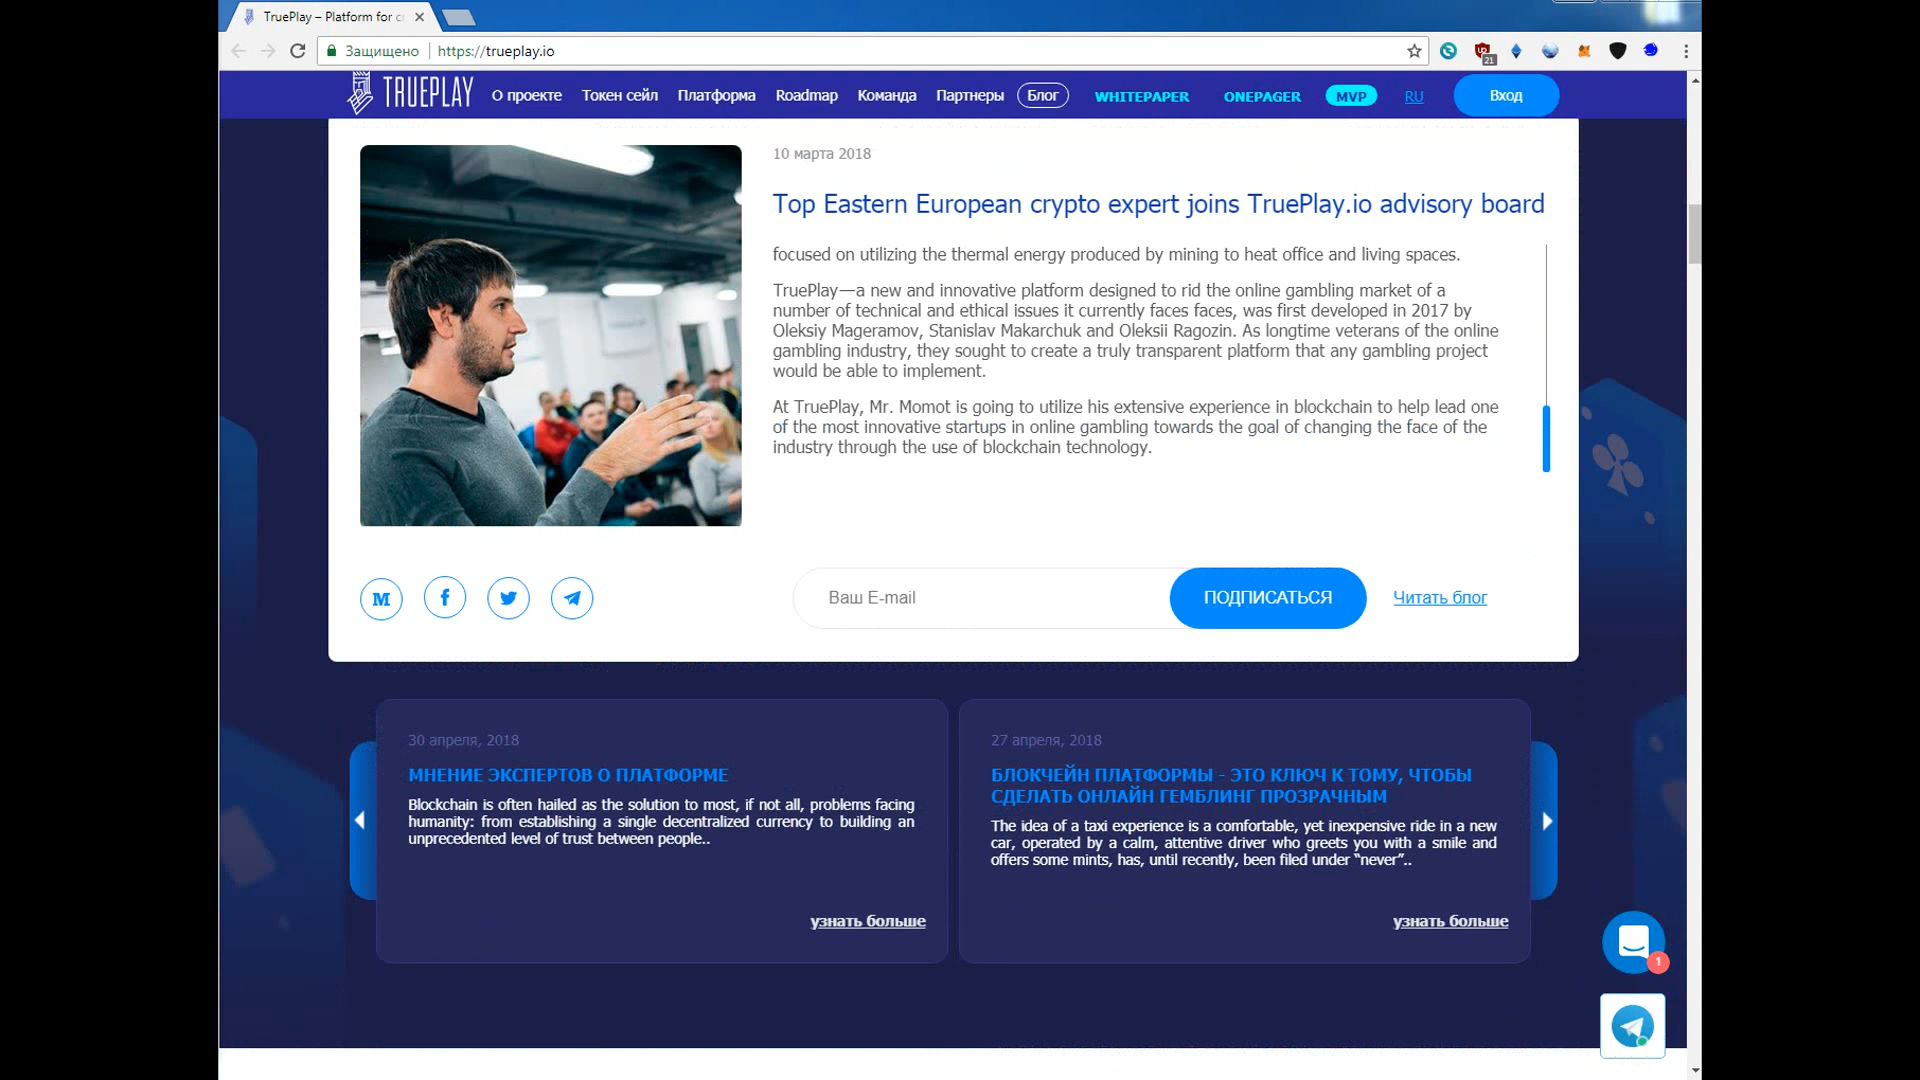 TruePlay – Platform for c
Защищено
https://trueplay.io
21
TRUEPLAY
О проекте
Токен сейл
Платформа
Roadmap
Команда
Партнеры
Блог
WHITEPAPER
ONEPAGER
MVP
RU
Вход
10 марта 2018
Top Eastern European crypto expert joins TruePlay.io advisory board
focused on utilizing the thermal energy produced by mining to heat office and living spaces.
TruePlay—a new and innovative platform designed to rid the online gambling market of a
number of technical and ethical issues it currently faces faces, was first developed in 2017 by
Oleksiy Mageramov, Stanislav Makarchuk and Oleksii Ragozin. As longtime veterans of the online
gambling industry, they sought to create a truly transparent platform that any gambling project
would be able to implement.
At TruePlay, Mr. Momot is going to utilize his extensive experience in blockchain to help lead one
of the most innovative startups in online gambling towards the goal of changing the face of the
industry through the use of blockchain technology.
M
Ваш E-mail
ПОДПИСАТЬСЯ
Читать блог
30 апреля, 2018
МНЕНИЕ ЭКСПЕРТОВ О ПЛАТФОРМЕ
Blockchain is often hailed as the solution to most, if not all, problems facing
humanity: from establishing a single decentralized currency to building an
unprecedented level of trust between people..
узнать больше
27 апреля, 2018
БЛОКЧЕЙН ПЛАТФОРМЫ - ЭТО КЛЮЧ К ТОМУ, ЧТОБЫ
СДЕЛАТЬ ОНЛАЙН ГЕМБЛИНГ ПРОЗРАЧНЫМ
The idea of a taxi experience is a comfortable, yet inexpensive ride in a new
car, operated by a calm, attentive driver who greets you with a smile and
offers some mints, has, until recently, been filed under “never”..
узнать больше
1